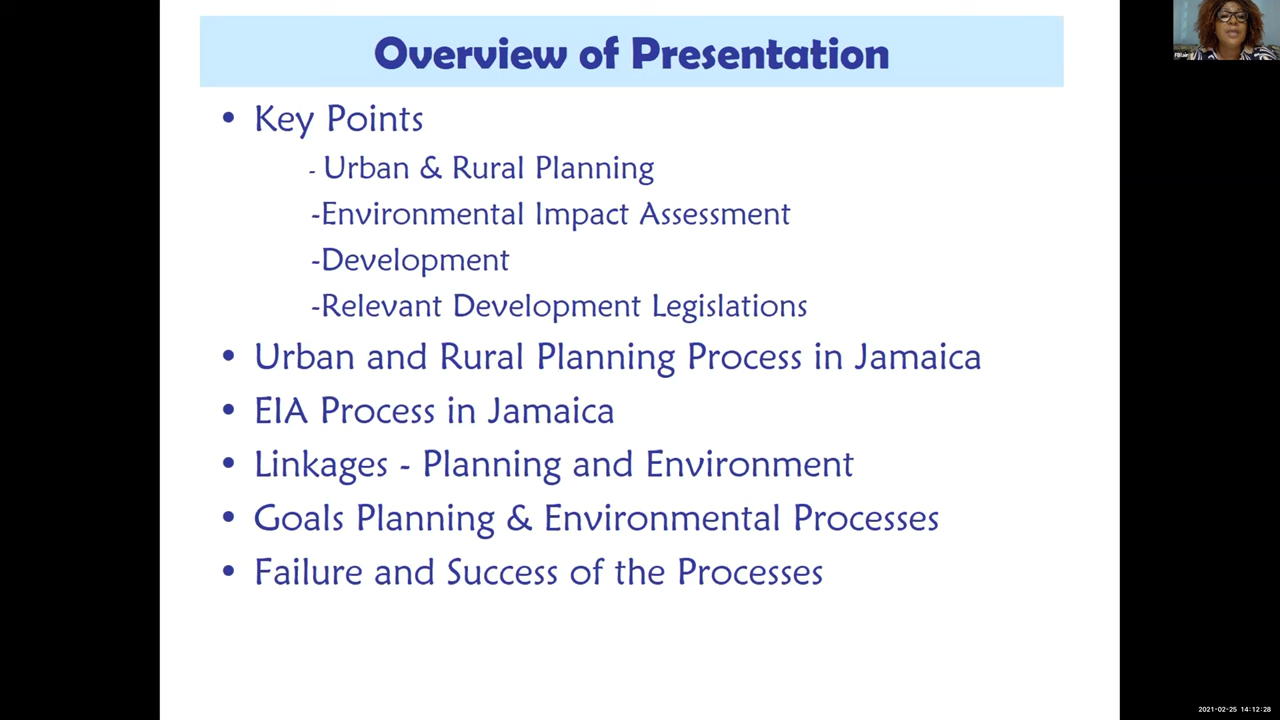 Overview of Presentation
• Key Points
- Urban & Rural Planning
-Environmental Impact Assessment
-Development
-Relevant Development Legislations
• Urban and Rural Planning Process in Jamaica
• EIA Process in Jamaica
• Linkages - Planning and Environment
• Goals Planning & Environmental Processes
• Failure and Success of the Processes
2021-02-25 14:12:28